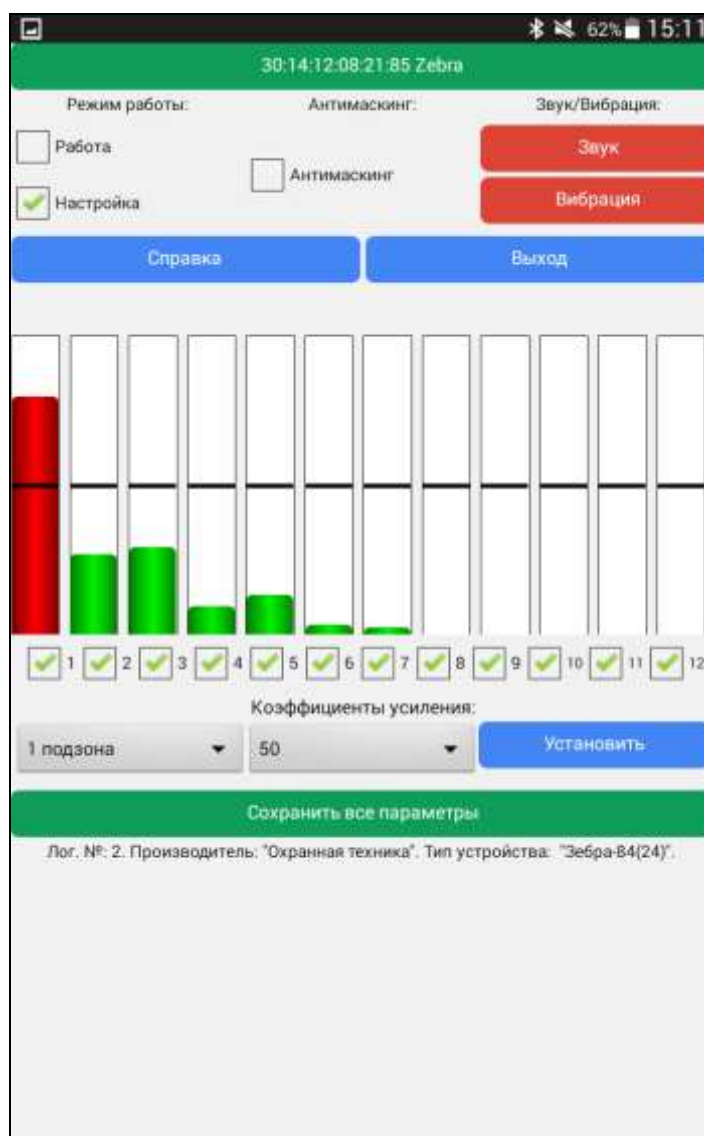 62% 15:11
30:14:12:08:21:85 Zebra
Режим работы: Антимаскинг: Звук/Вибрация:
Работа
Звук
Антимаскинг
Настройка
Вибрация
Справка Выход
1 2 3 4 5 6 7 8 9 10 11 12
Коэффициенты усиления:
1 подзона 50 Установить
Сохранить все параметры
Лог. №: 2. Производитель: "Охранная техника". Тип устройства: "Зебра-84(24)".